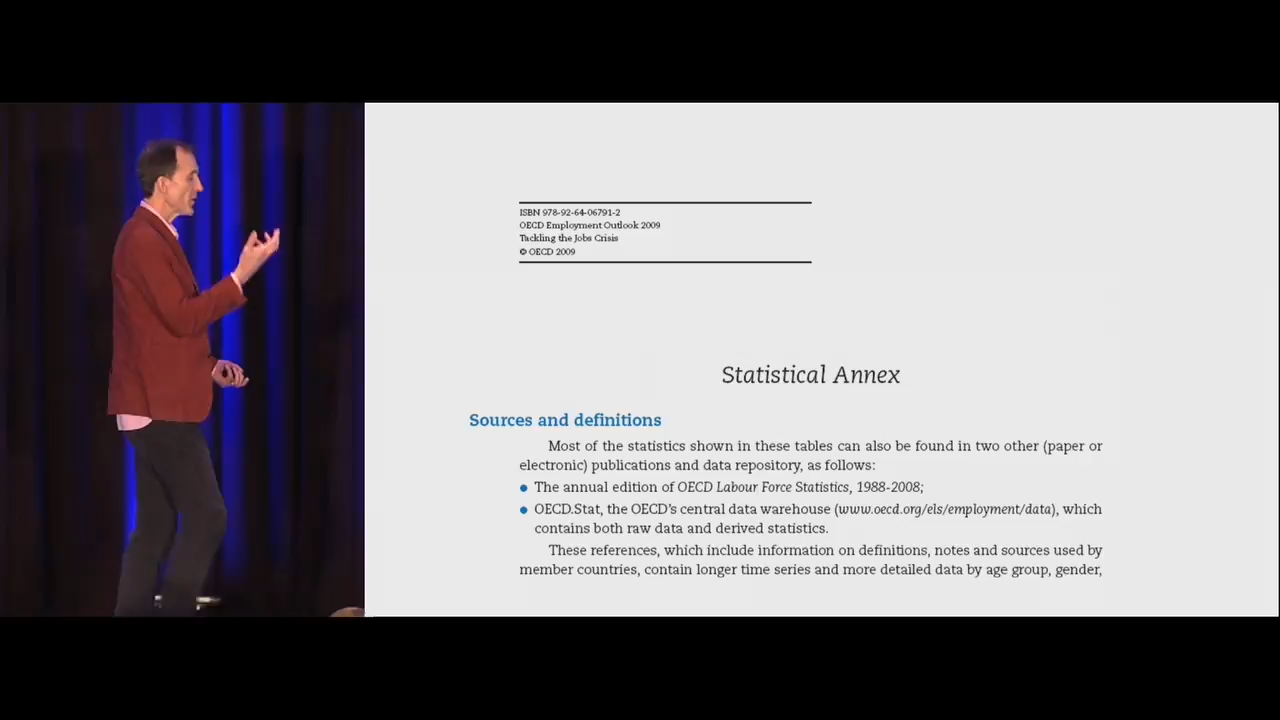 ISBN 978-92-64-06791-2
OECD Employment Outlook 2009
Tackling the Jobs Crisis
© OECD 2009
Statistical Annex
Sources and definitions
Most of the statistics shown in these tables can also be found in two other (paper or
electronic) publications and data repository, as follows:
● The annual edition of OECD Labour Force Statistics, 1988-2008;
● OECD.Stat, the OECD's central data warehouse (www.oecd.org/els/employment/data), which
contains both raw data and derived statistics.
These references, which include information on definitions, notes and sources used by
member countries, contain longer time series and more detailed data by age group, gender,